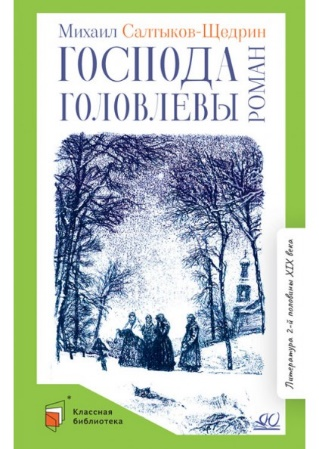 Михаил Салтыков-Щедрин
ГОСПОДА
ГОЛОВЛЕВЫ
РОМАН
Литература 2-й половины XIX века
Классная
библиотека